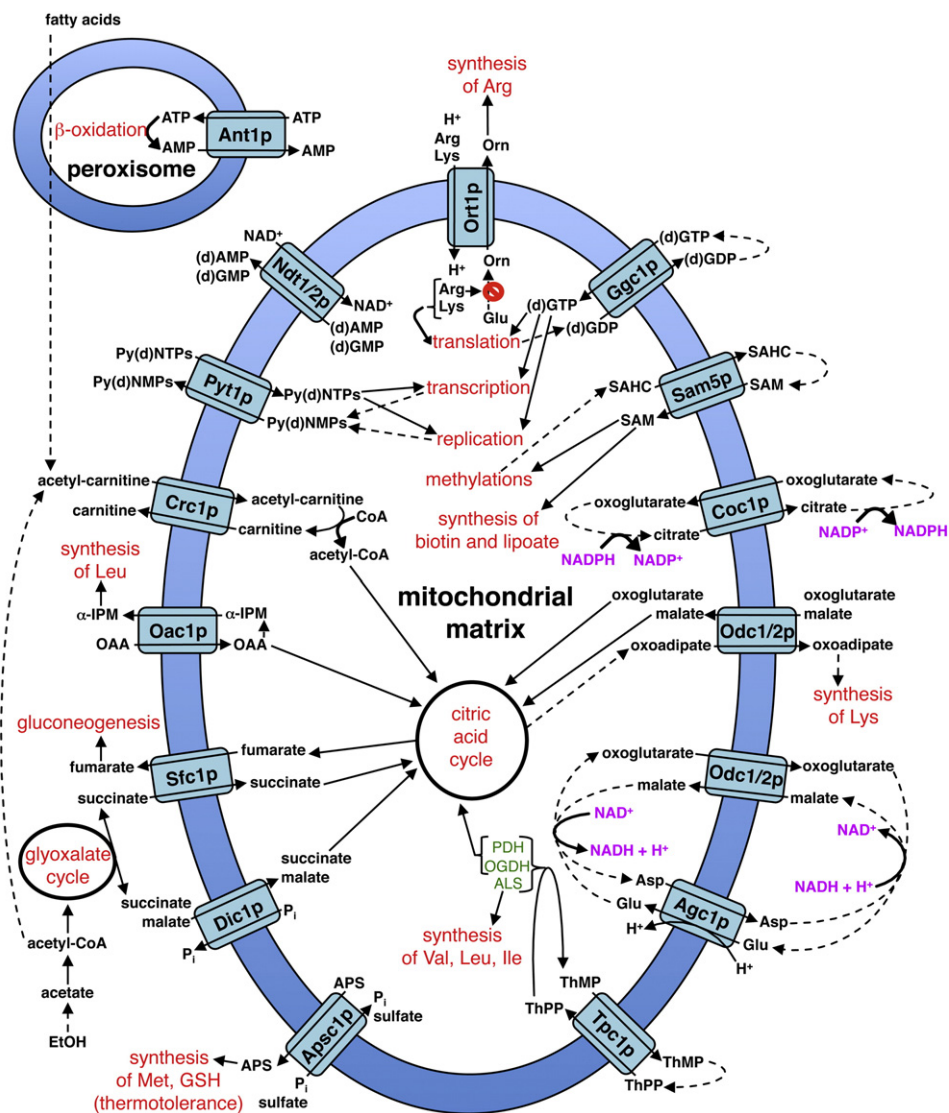 fatty acids
ATP
ATP
β-oxidation
Ant1p
AMP
AMP
peroxisome
synthesis
of Arg
H⁺
Arg
Lys
Orn
Ort1p
H⁺
Orn
Arg
Lys
Glu
NAD⁺
(d)AMP
(d)GMP
Ndt1/2p
NAD⁺
(d)AMP
(d)GMP
(d)GTP
(d)GDP
Ggc1p
(d)GTP
(d)GDP
translation
Py(d)NTPs
Py(d)NMPs
Pyt1p
Py(d)NTPs
Py(d)NMPs
transcription
replication
SAHC
SAM
Sam5p
SAHC
SAM
methylations
synthesis of
biotin and lipoate
acetyl-carnitine
carnitine
Crc1p
acetyl-carnitine
carnitine
CoA
acetyl-CoA
oxoglutarate
citrate
Coc1p
oxoglutarate
citrate
NADPH
NADP⁺
NADP⁺
NADPH
synthesis
of Leu
α-IPM
OAA
Oac1p
α-IPM
OAA
mitochondrial
matrix
oxoglutarate
malate
oxoadipate
Odc1/2p
oxoglutarate
malate
oxoadipate
synthesis
of Lys
citric
acid
cycle
gluconeogenesis
fumarate
succinate
Sfc1p
fumarate
succinate
oxoglutarate
malate
Odc1/2p
oxoglutarate
malate
NAD⁺
NADH + H⁺
NAD⁺
NADH + H⁺
glyoxalate
cycle
succinate
malate
Pᵢ
Dic1p
succinate
malate
Pᵢ
PDH
OGDH
ALS
synthesis
of Val, Leu, Ile
Asp
Glu
H⁺
Agc1p
Asp
Glu
H⁺
acetyl-CoA
acetate
EtOH
APS
Pᵢ
sulfate
Apsc1p
APS
Pᵢ
sulfate
synthesis
of Met, GSH
(thermotolerance)
ThMP
ThPP
Tpc1p
ThMP
ThPP